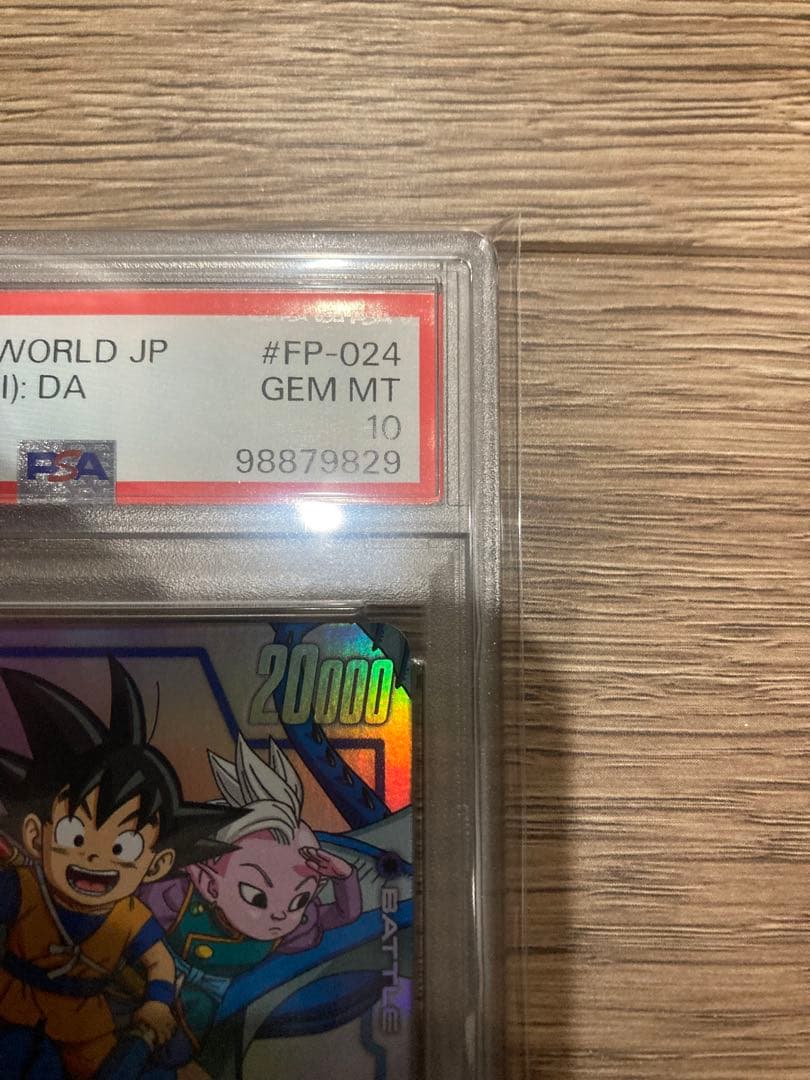 WORLD JP #FP-024
I): DA GEM MT
10
PSA 98879829
20000
BATTLE